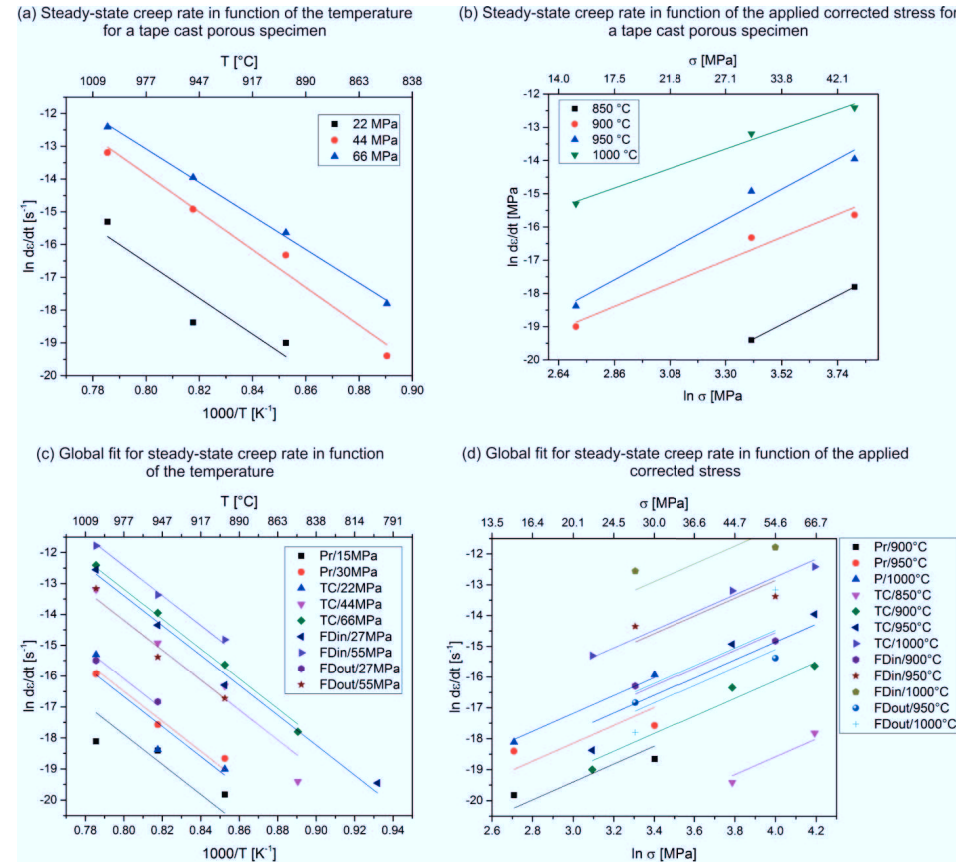 (a) Steady-state creep rate in function of the temperature
for a tape cast porous specimen
T [°C]
1009 977 947 917 890 863 838
-12
-13
-14
-15
-16
-17
-18
-19
-20
ln dε/dt [s⁻¹]
22 MPa
44 MPa
66 MPa
0.78 0.80 0.82 0.84 0.86 0.88 0.90
1000/T [K⁻¹]
(b) Steady-state creep rate in function of the applied corrected stress for
a tape cast porous specimen
σ [MPa]
14.0 17.5 21.8 27.1 33.8 42.1
-12
-13
-14
-15
-16
-17
-18
-19
-20
ln dε/dt [MPa
850 °C
900 °C
950 °C
1000 °C
2.64 2.86 3.08 3.30 3.52 3.74
ln σ [MPa
(c) Global fit for steady-state creep rate in function
of the temperature
T [°C]
1009 977 947 917 890 863 838 814 791
-12
-13
-14
-15
-16
-17
-18
-19
-20
ln dε/dt [s⁻¹]
Pr/15MPa
Pr/30MPa
TC/22MPa
TC/44MPa
TC/66MPa
FDin/27MPa
FDin/55MPa
FDout/27MPa
FDout/55MPa
0.78 0.80 0.82 0.84 0.86 0.88 0.90 0.92 0.94
1000/T [K⁻¹]
(d) Global fit for steady-state creep rate in function of the applied
corrected stress
σ [MPa]
13.5 16.4 20.1 24.5 30.0 36.6 44.7 54.6 66.7
-12
-13
-14
-15
-16
-17
-18
-19
-20
ln dε/dt [s⁻¹]
Pr/900°C
Pr/950°C
P/1000°C
TC/850°C
TC/900°C
TC/950°C
TC/1000°C
FDin/900°C
FDin/950°C
FDin/1000°C
FDout/950°C
FDout/1000°C
2.6 2.8 3.0 3.2 3.4 3.6 3.8 4.0 4.2
ln σ [MPa]